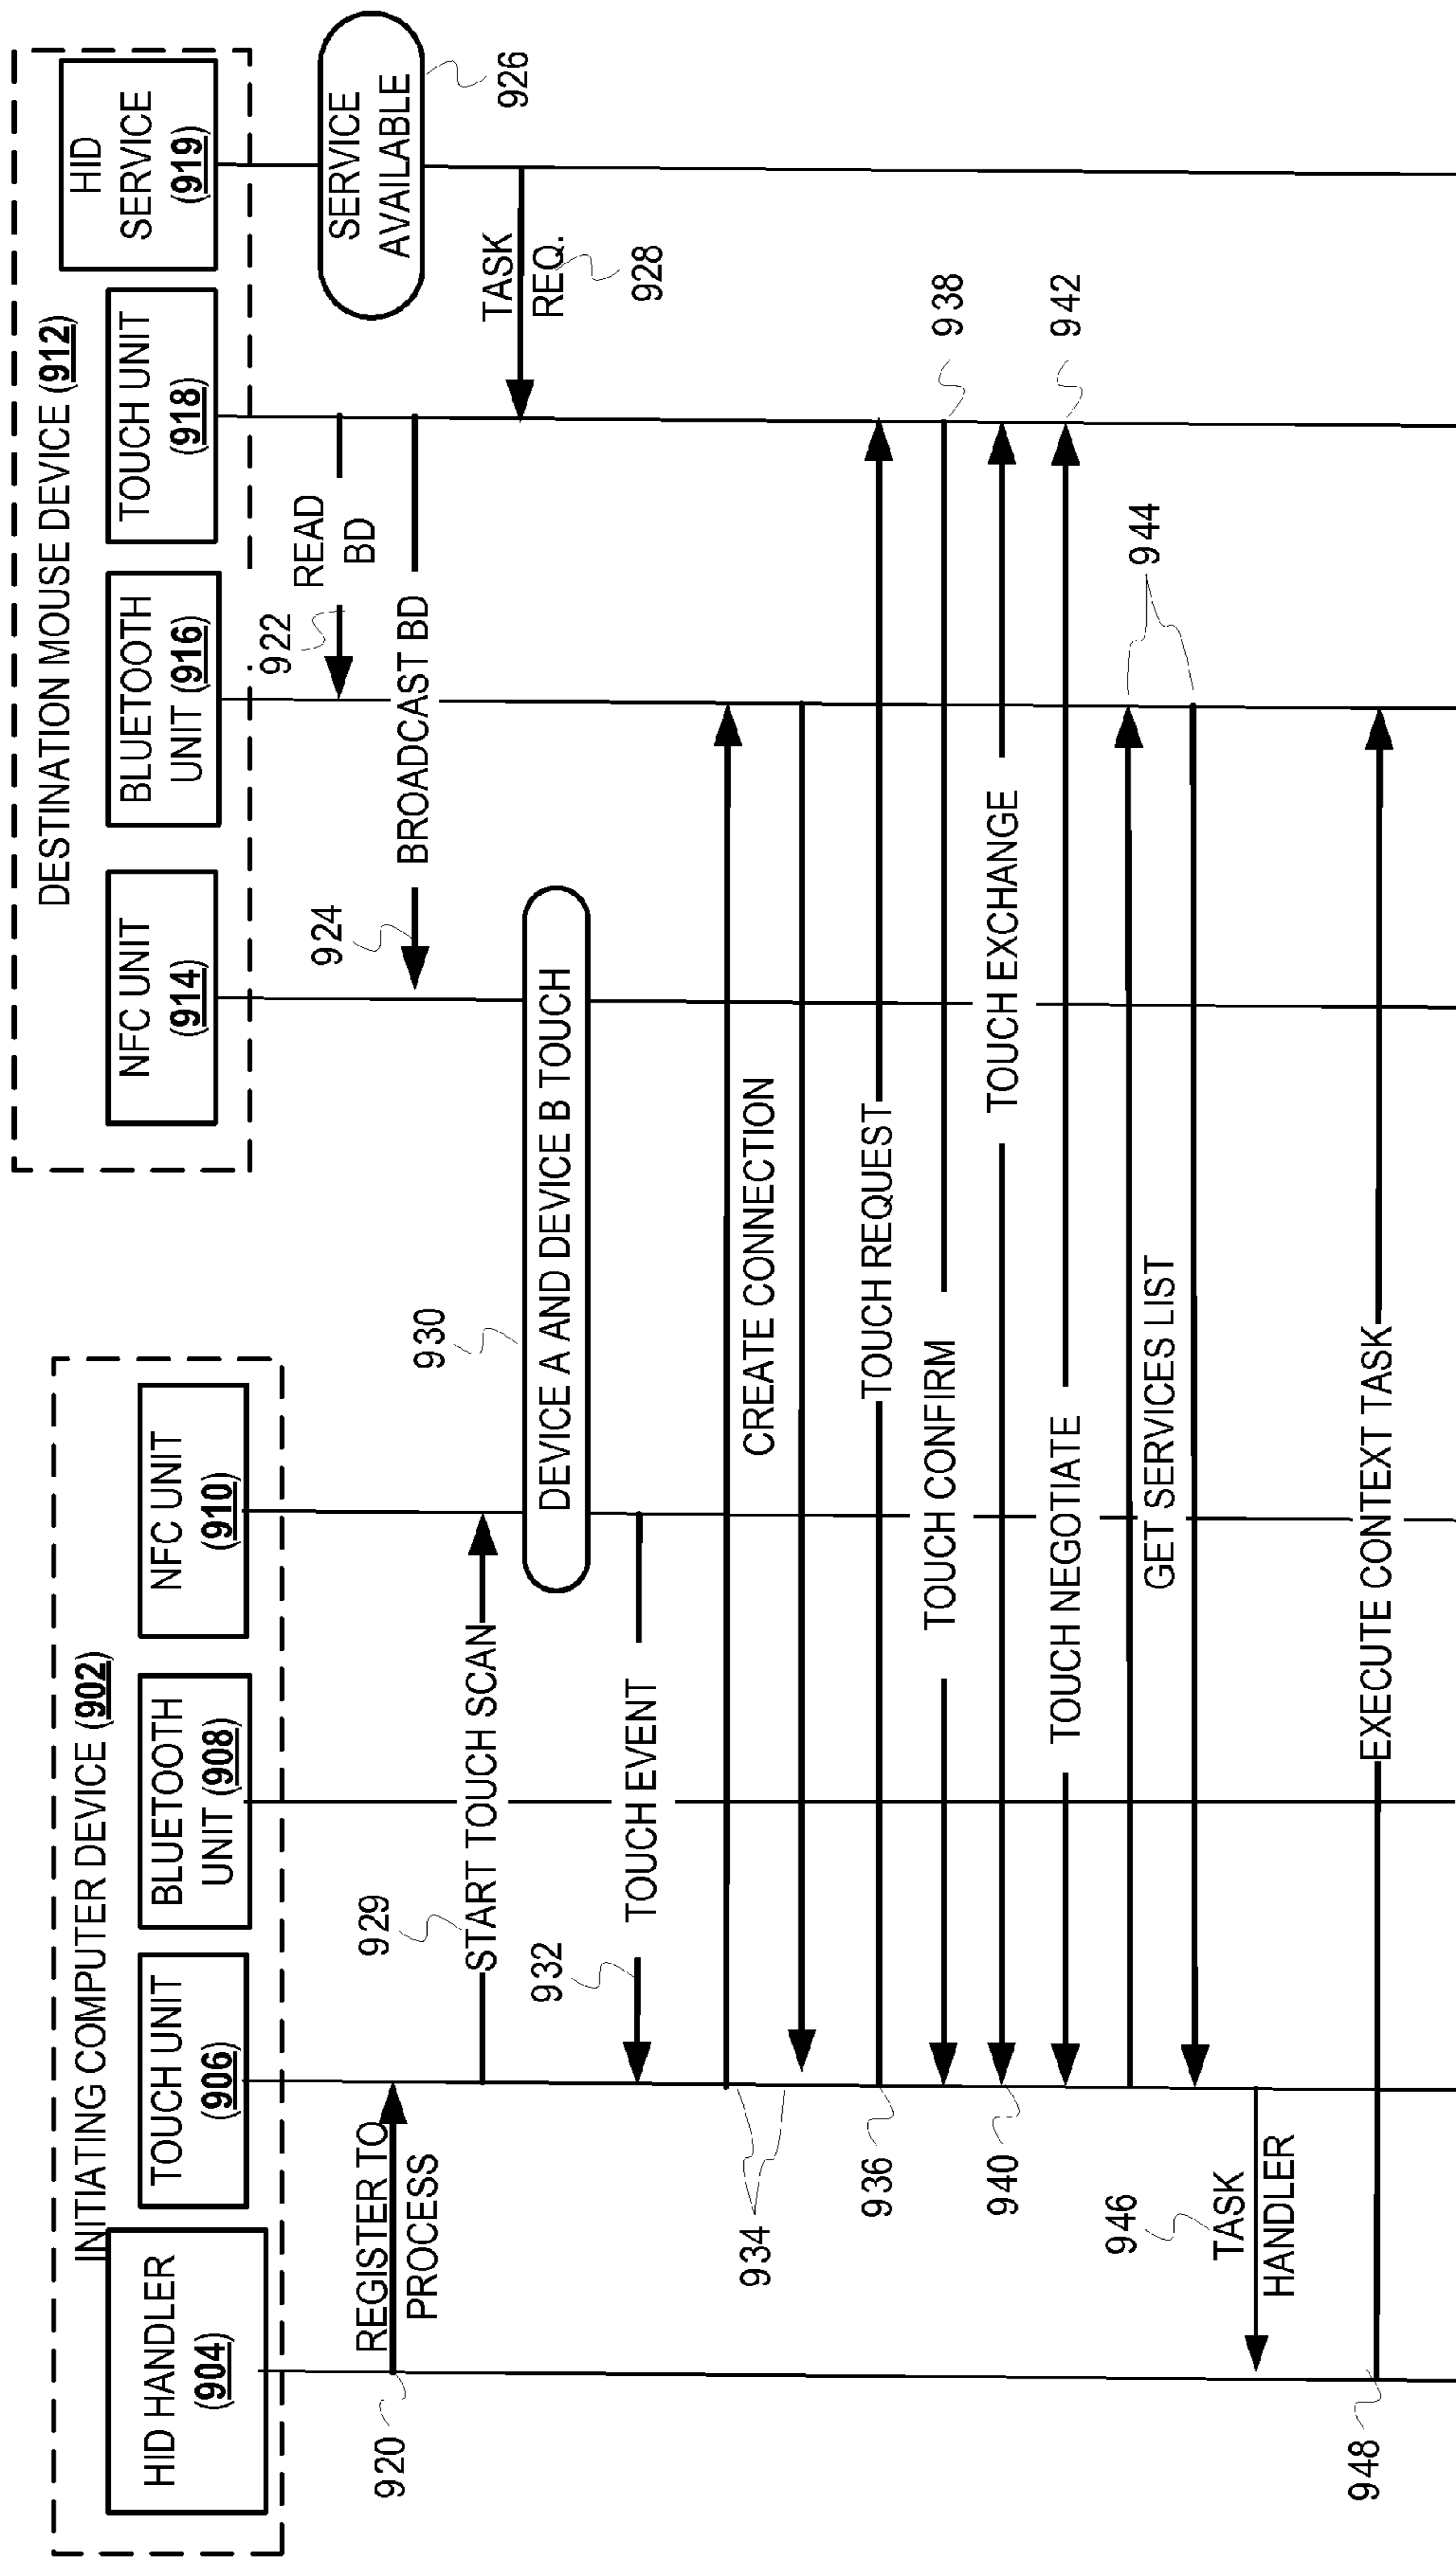 INITIATING COMPUTER DEVICE (902)
HID HANDLER
(904)
TOUCH UNIT
(906)
BLUETOOTH
UNIT (908)
NFC UNIT
(910)
DESTINATION MOUSE DEVICE (912)
NFC UNIT
(914)
BLUETOOTH
UNIT (916)
TOUCH UNIT
(918)
HID
SERVICE
(919)
920
REGISTER TO
PROCESS
922
READ
BD
924
BROADCAST BD
SERVICE
AVAILABLE
926
TASK
REQ.
928
929
START TOUCH SCAN
930
DEVICE A AND DEVICE B TOUCH
932
TOUCH EVENT
934
CREATE CONNECTION
936
TOUCH REQUEST
TOUCH CONFIRM
938
940
TOUCH EXCHANGE
TOUCH NEGOTIATE
942
GET SERVICES LIST
944
946
TASK
HANDLER
948
EXECUTE CONTEXT TASK